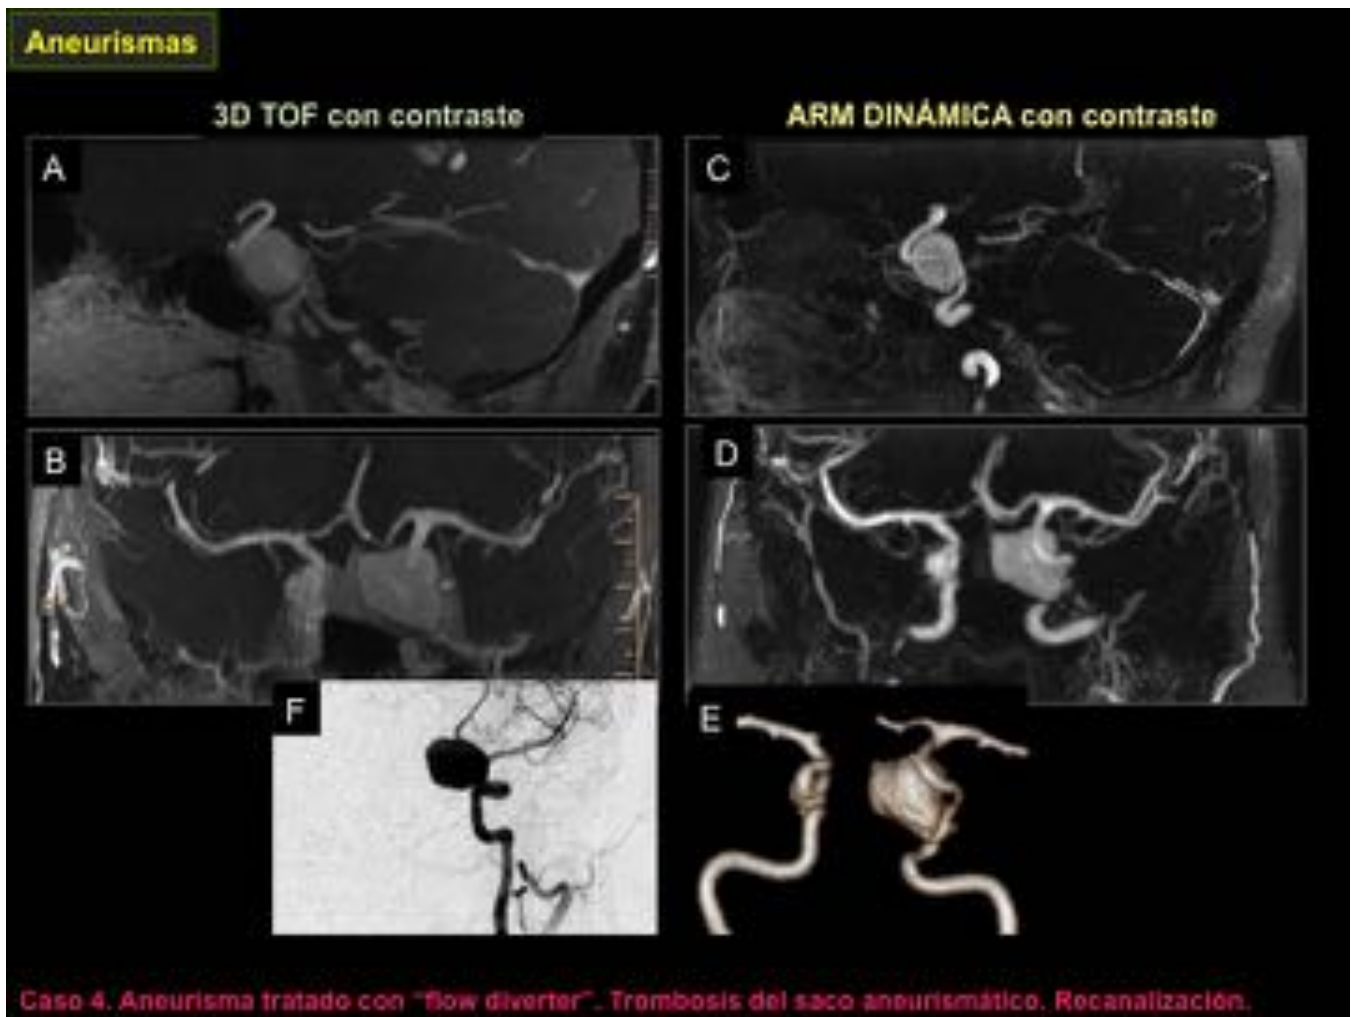 Aneurismas
3D TOF con contraste
ARM DINÁMICA con contraste
A
C
B
D
F
E
Caso 4. Aneurisma tratado con "flow diverter". Trombosis del saco aneurismático. Recanalización.